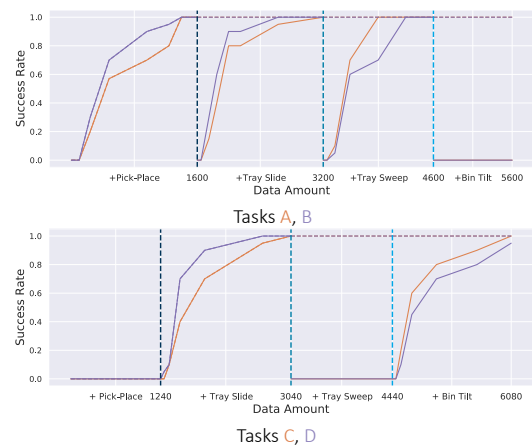 1.0
0.8
0.6
0.4
0.2
0.0
Success Rate
+Pick-Place 1600 +Tray Slide 3200 +Tray Sweep 4600 +Bin Tilt 5600
Data Amount
Tasks A, B
1.0
0.8
0.6
0.4
0.2
0.0
Success Rate
+ Pick-Place 1240 + Tray Slide 3040 + Tray Sweep 4440 + Bin Tilt 6080
Data Amount
Tasks C, D